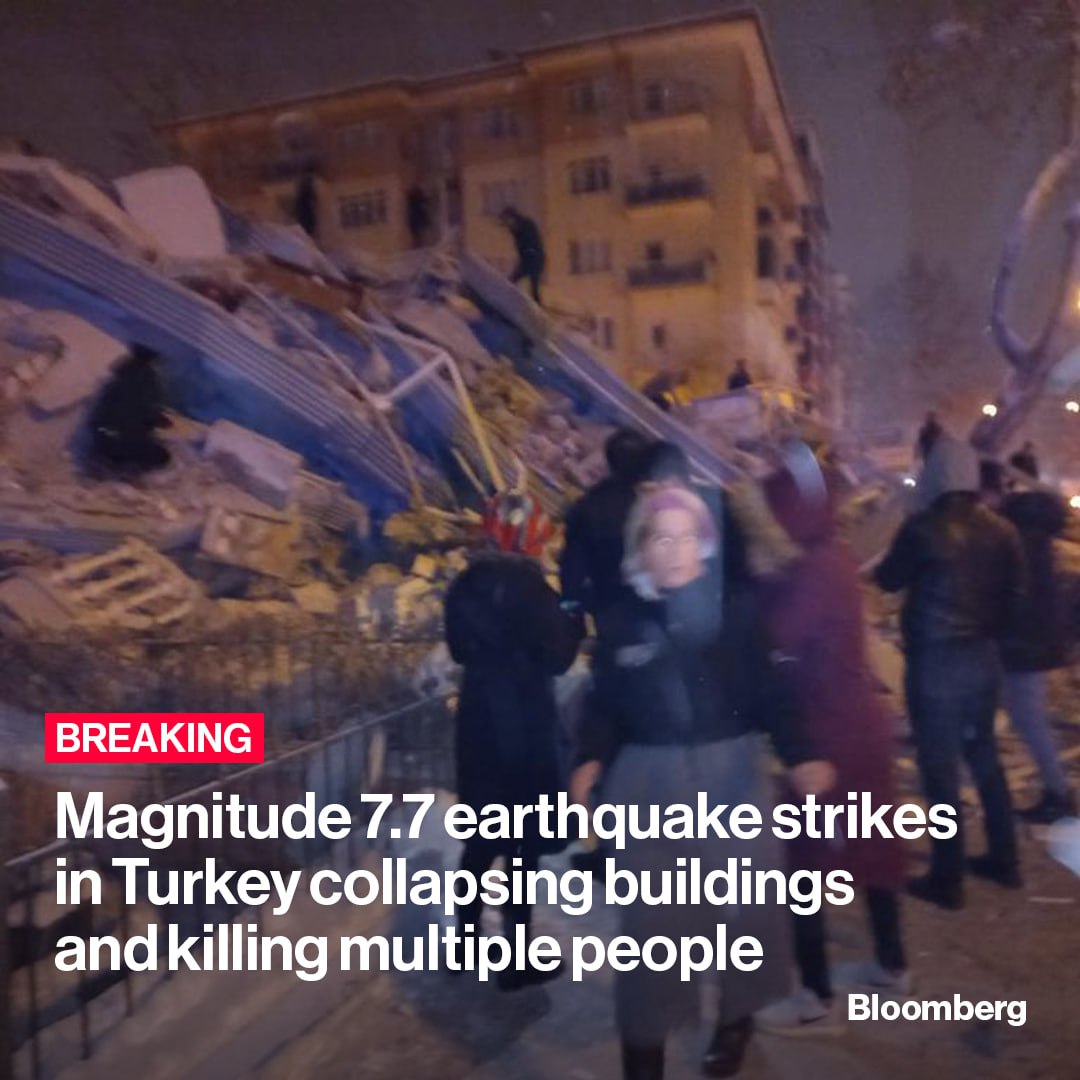 BREAKING
Magnitude 7.7 earthquake strikes
in Turkey collapsing buildings
and killing multiple people
Bloomberg